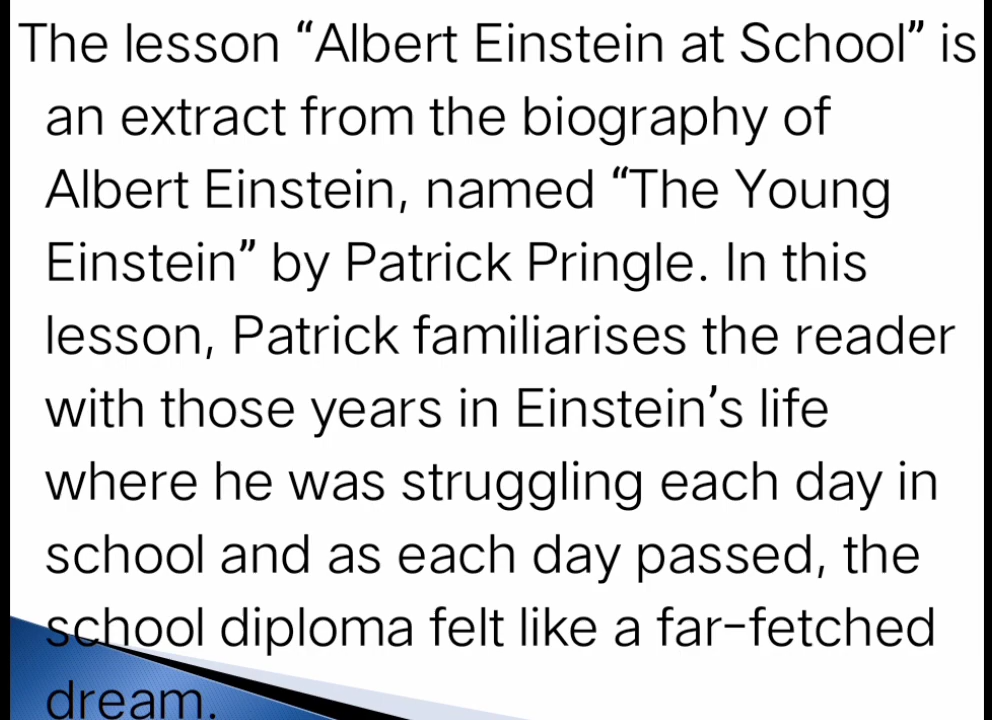 The lesson “Albert Einstein at School” is
an extract from the biography of
Albert Einstein, named “The Young
Einstein” by Patrick Pringle. In this
lesson, Patrick familiarises the reader
with those years in Einstein’s life
where he was struggling each day in
school and as each day passed, the
school diploma felt like a far-fetched
dream.